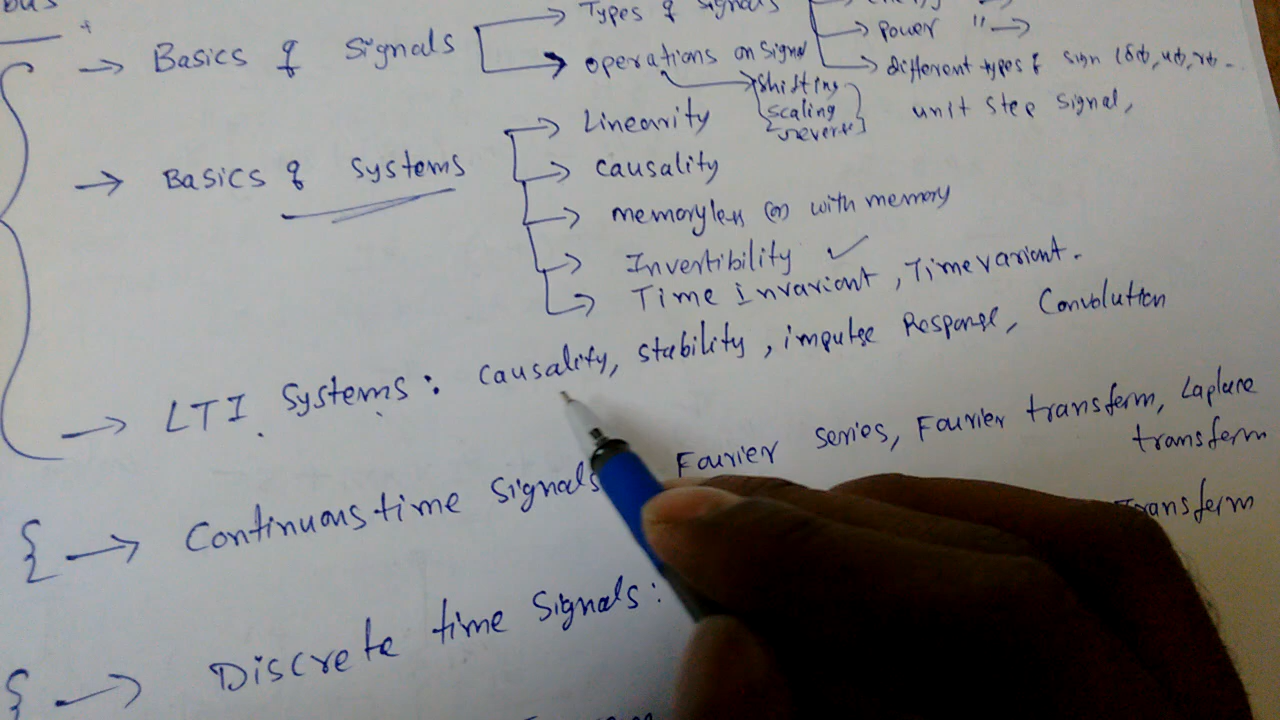 → Types of signals
→ Basics of Signals → power " →
→ operations on signal → different types of sign (δ(t), u(t), r(t) -
shifting
scaling
reverse] unit step signal,
→ Linearity
→ Basics of systems → causality
→ memoryless (or) with memory
→ Invertibility ✓
→ Time invariant, Time variant.
→ LTI Systems: causality, stability, impulse Response, Convolution
{ → Continuous time signals Fourier series, Fourier transform, Laplace
transform
{ → Discrete time signals: Transform